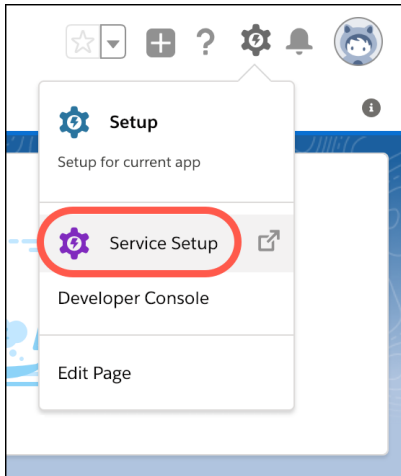 Setup
Setup for current app
Service Setup
Developer Console
Edit Page